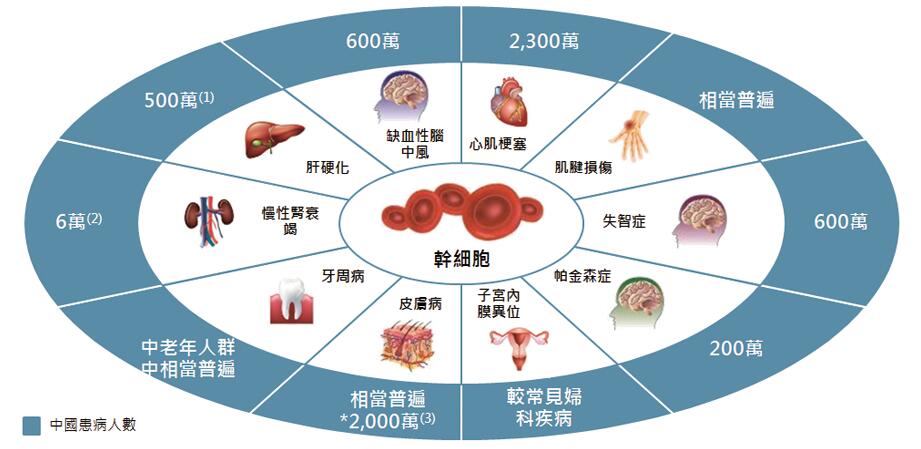 600萬
2,300萬
500萬(1)
相當普遍
缺血性腦
中風
心肌梗塞
肝硬化
肌腱損傷
6萬(2)
慢性腎衰
竭
失智症
600萬
幹細胞
牙周病
帕金森症
皮膚病
子宮內
膜異位
中老年人群
中相當普遍
200萬
相當普遍
*2,000萬(3)
較常見婦
科疾病
中國患病人數